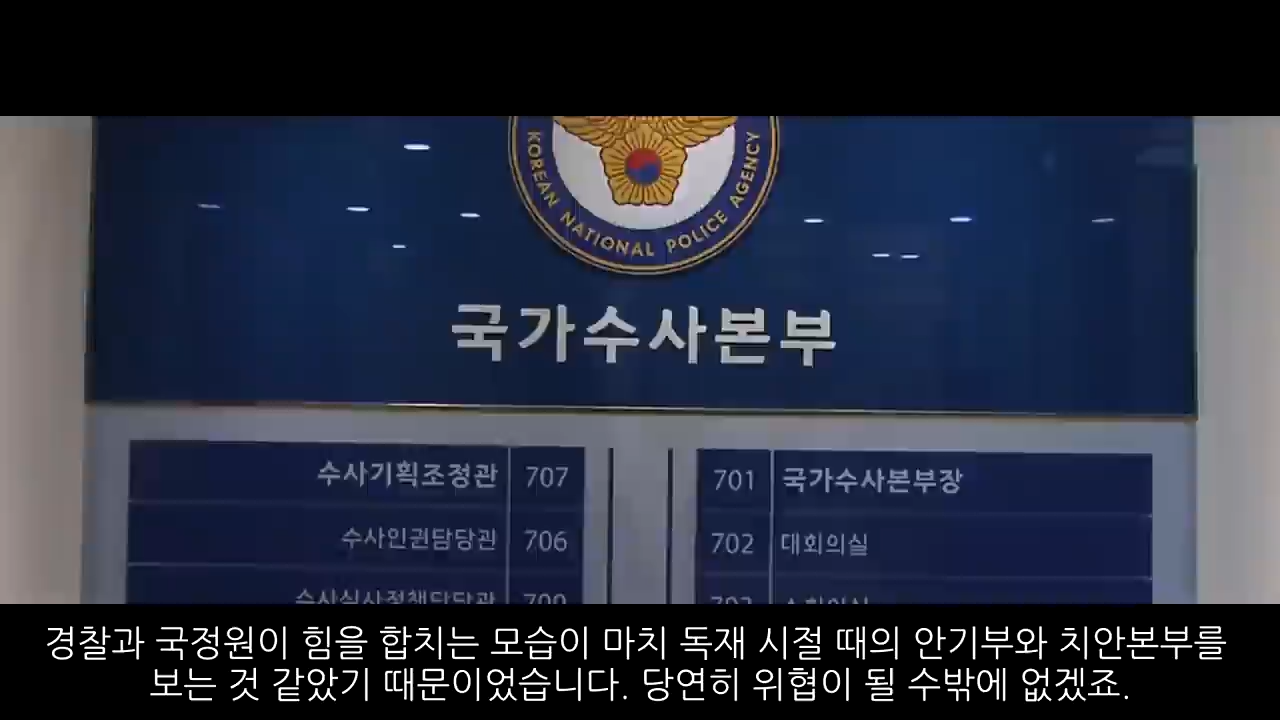 KOREAN NATIONAL POLICE AGENCY
국가수사본부
수사기획조정관 707
701 국가수사본부장
수사인권담당관 706
702 대회의실
경찰과 국정원이 힘을 합치는 모습이 마치 독재 시절 때의 안기부와 치안본부를
보는 것 같았기 때문이었습니다. 당연히 위협이 될 수밖에 없겠죠.